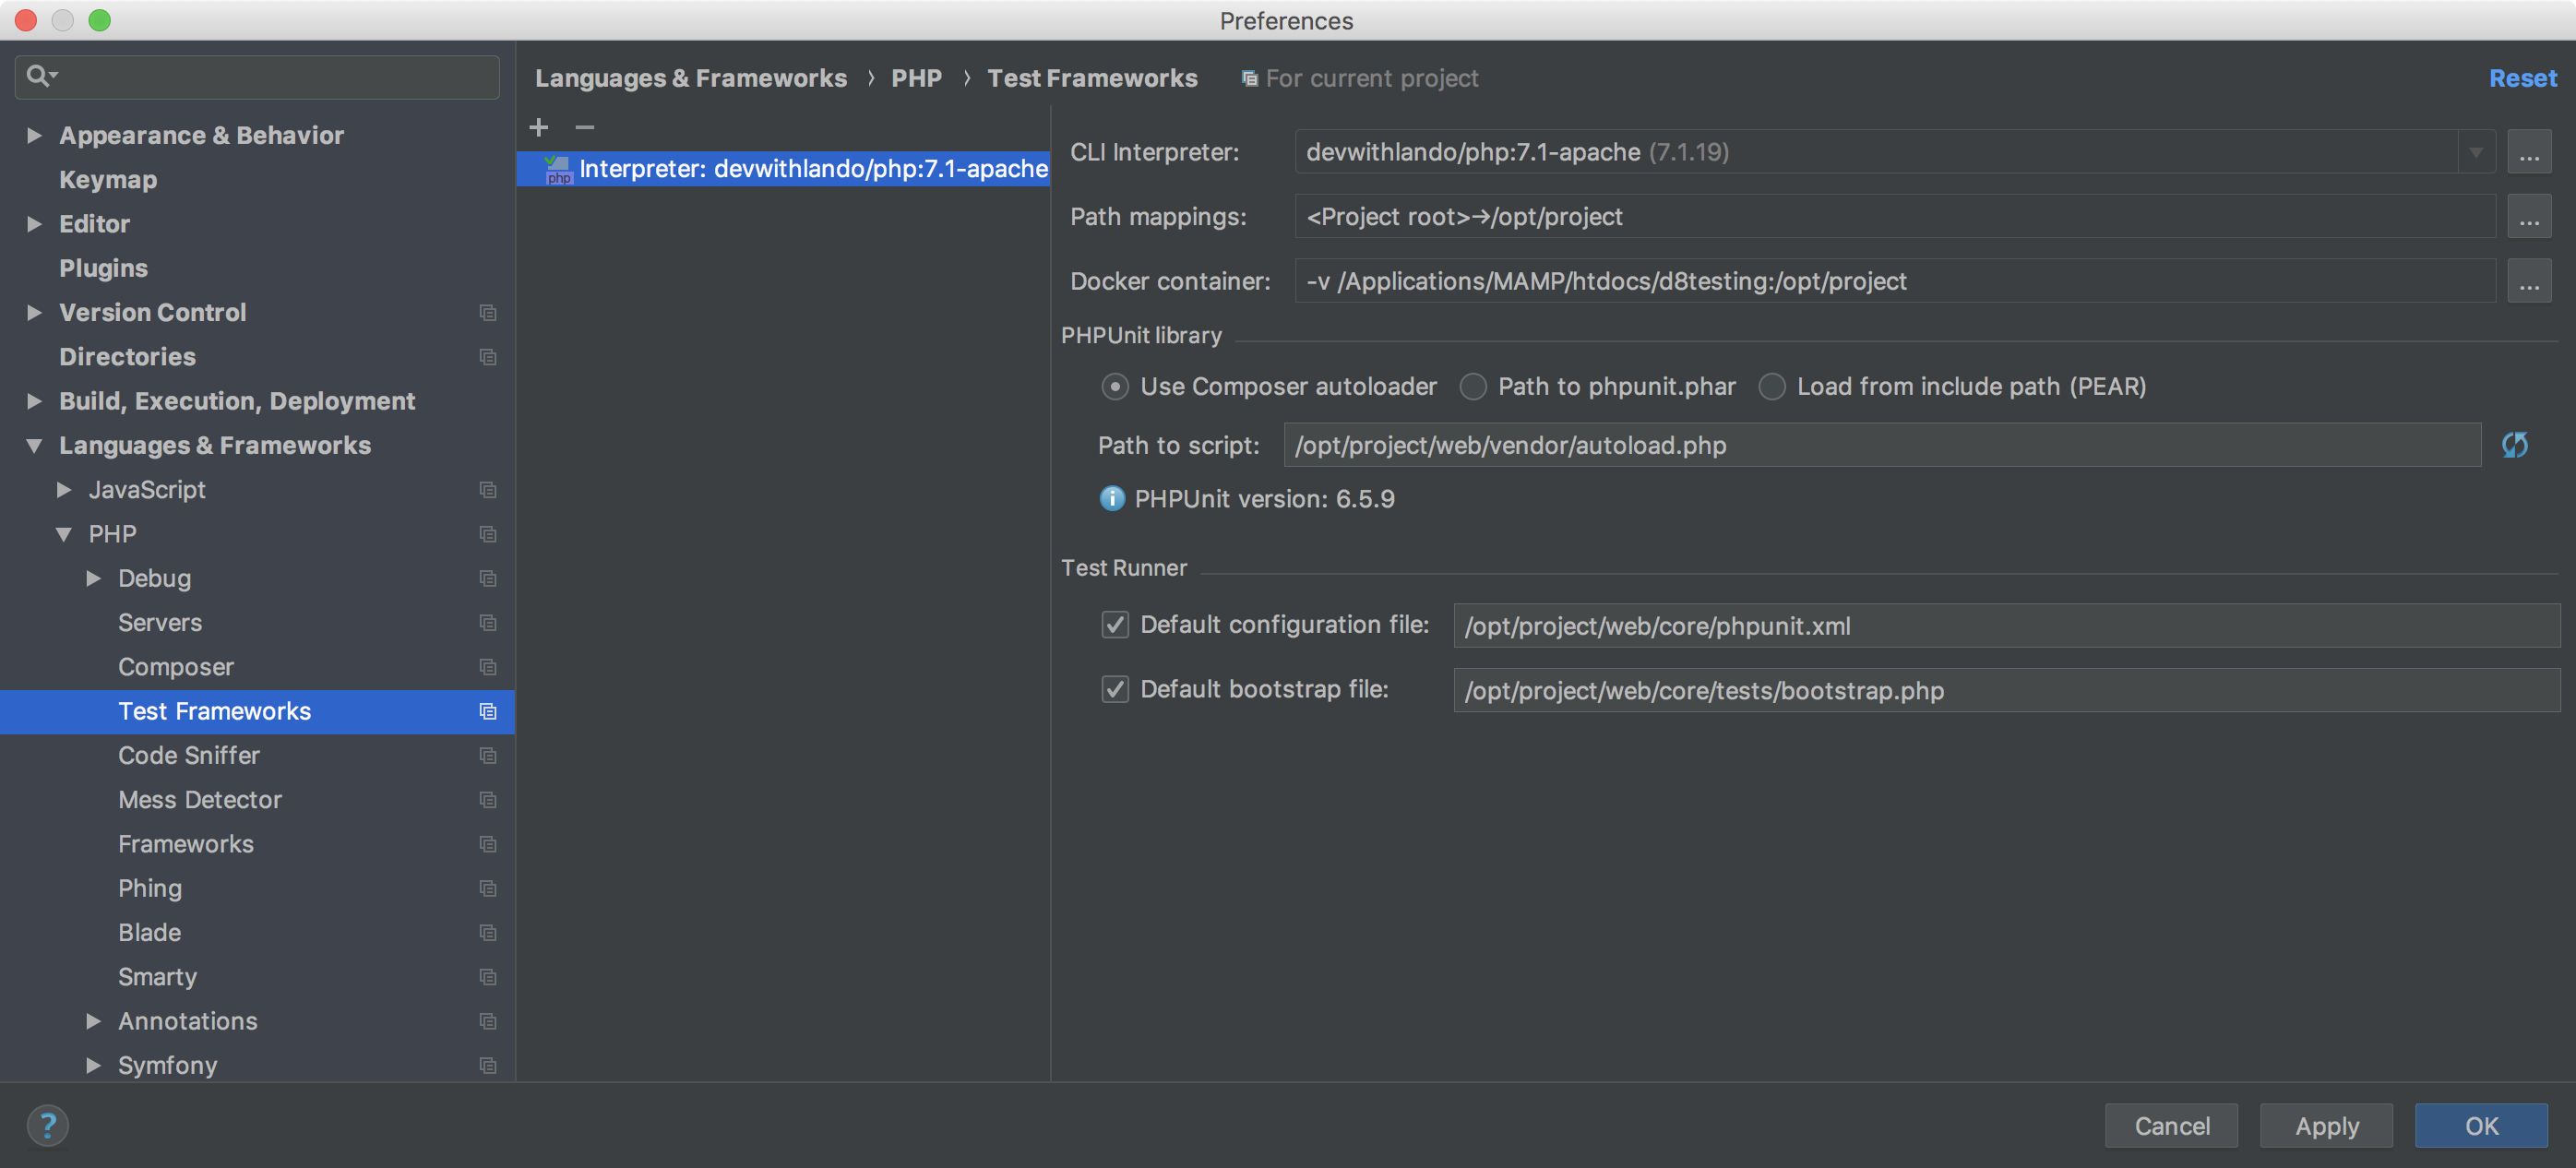 Preferences
Languages & Frameworks › PHP › Test Frameworks For current project Reset
Appearance & Behavior
Keymap
Editor
Plugins
Version Control
Directories
Build, Execution, Deployment
Languages & Frameworks
JavaScript
PHP
Debug
Servers
Composer
Test Frameworks
Code Sniffer
Mess Detector
Frameworks
Phing
Blade
Smarty
Annotations
Symfony
php Interpreter: devwithlando/php:7.1-apache
CLI Interpreter: devwithlando/php:7.1-apache (7.1.19) ...
Path mappings: <Project root>→/opt/project ...
Docker container: -v /Applications/MAMP/htdocs/d8testing:/opt/project ...
PHPUnit library
Use Composer autoloader Path to phpunit.phar Load from include path (PEAR)
Path to script: /opt/project/web/vendor/autoload.php
PHPUnit version: 6.5.9
Test Runner
Default configuration file: /opt/project/web/core/phpunit.xml
Default bootstrap file: /opt/project/web/core/tests/bootstrap.php
? Cancel Apply OK